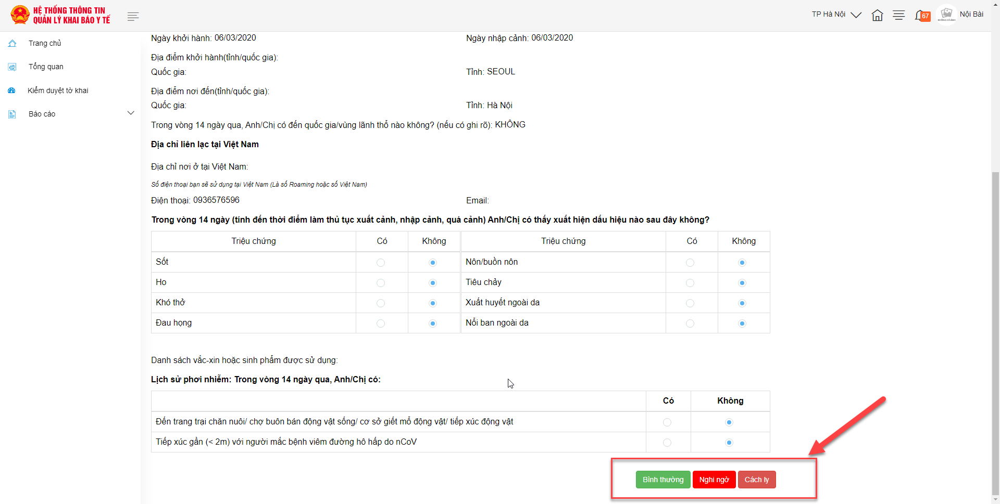 HỆ THỐNG THÔNG TIN
QUẢN LÝ KHAI BÁO Y TẾ
TP Hà Nội
67
KHÔNG CÓ ẢNH
Nội Bài
Trang chủ
Tổng quan
Kiểm duyệt tờ khai
Báo cáo
Ngày khởi hành: 06/03/2020 Ngày nhập cảnh: 06/03/2020
Địa điểm khởi hành(tỉnh/quốc gia):
Quốc gia: Tỉnh: SEOUL
Địa điểm nơi đến(tỉnh/quốc gia):
Quốc gia: Tỉnh: Hà Nội
Trong vòng 14 ngày qua, Anh/Chị có đến quốc gia/vùng lãnh thổ nào không? (nếu có ghi rõ): KHÔNG
Địa chỉ liên lạc tại Việt Nam
Địa chỉ nơi ở tại Việt Nam:
Số điện thoại bạn sẽ sử dụng tại Việt Nam (Là số Roaming hoặc số Việt Nam)
Điện thoại: 0936576596 Email:
Trong vòng 14 ngày (tính đến thời điểm làm thủ tục xuất cảnh, nhập cảnh, quá cảnh) Anh/Chị có thấy xuất hiện dấu hiệu nào sau đây không?
Triệu chứng Có Không Triệu chứng Có Không
Sốt Nôn/buồn nôn
Ho Tiêu chảy
Khó thở Xuất huyết ngoài da
Đau họng Nổi ban ngoài da
Danh sách vắc-xin hoặc sinh phẩm được sử dụng:
Lịch sử phơi nhiễm: Trong vòng 14 ngày qua, Anh/Chị có:
Có Không
Đến trang trại chăn nuôi/ chợ buôn bán động vật sống/ cơ sở giết mổ động vật/ tiếp xúc động vật
Tiếp xúc gần (< 2m) với người mắc bệnh viêm đường hô hấp do nCoV
Bình thường Nghi ngờ Cách ly